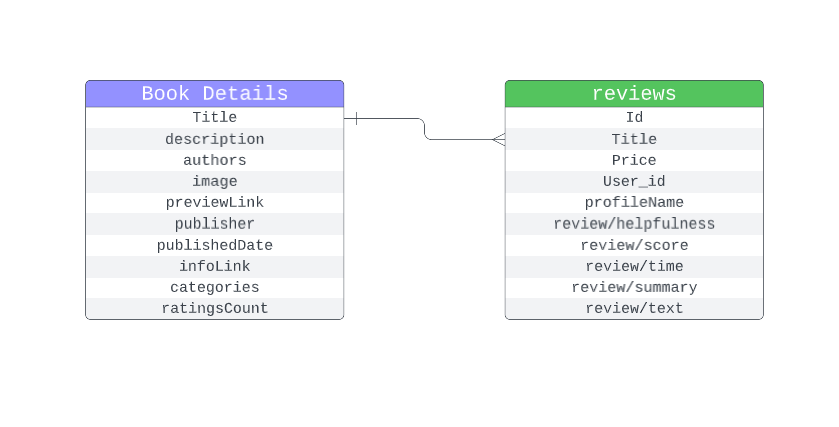 Book Details
Title
description
authors
image
previewLink
publisher
publishedDate
infoLink
categories
ratingsCount
reviews
Id
Title
Price
User_id
profileName
review/helpfulness
review/score
review/time
review/summary
review/text